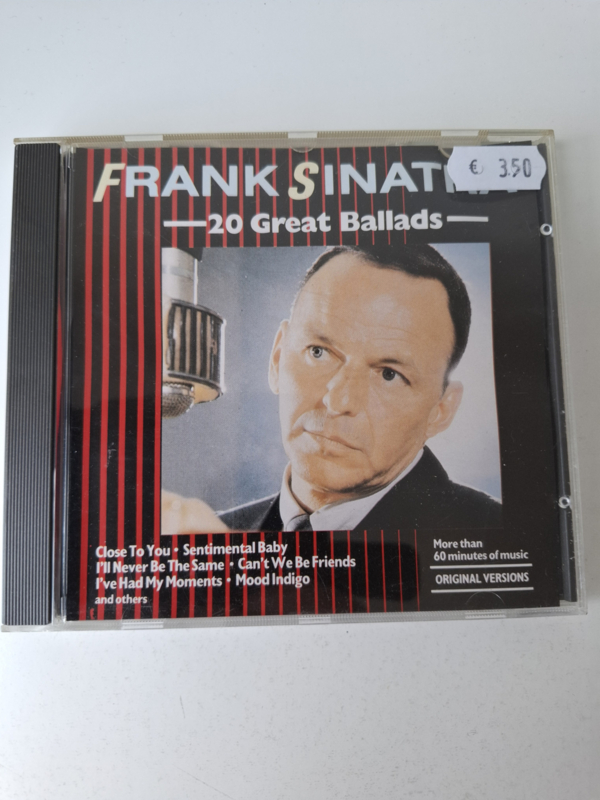 FRANK SINATRA
€ 3.50
20 Great Ballads
Close To You • Sentimental Baby
I'll Never Be The Same • Can't We Be Friends
I've Had My Moments • Mood Indigo
and others
More than
60 minutes of music
ORIGINAL VERSIONS